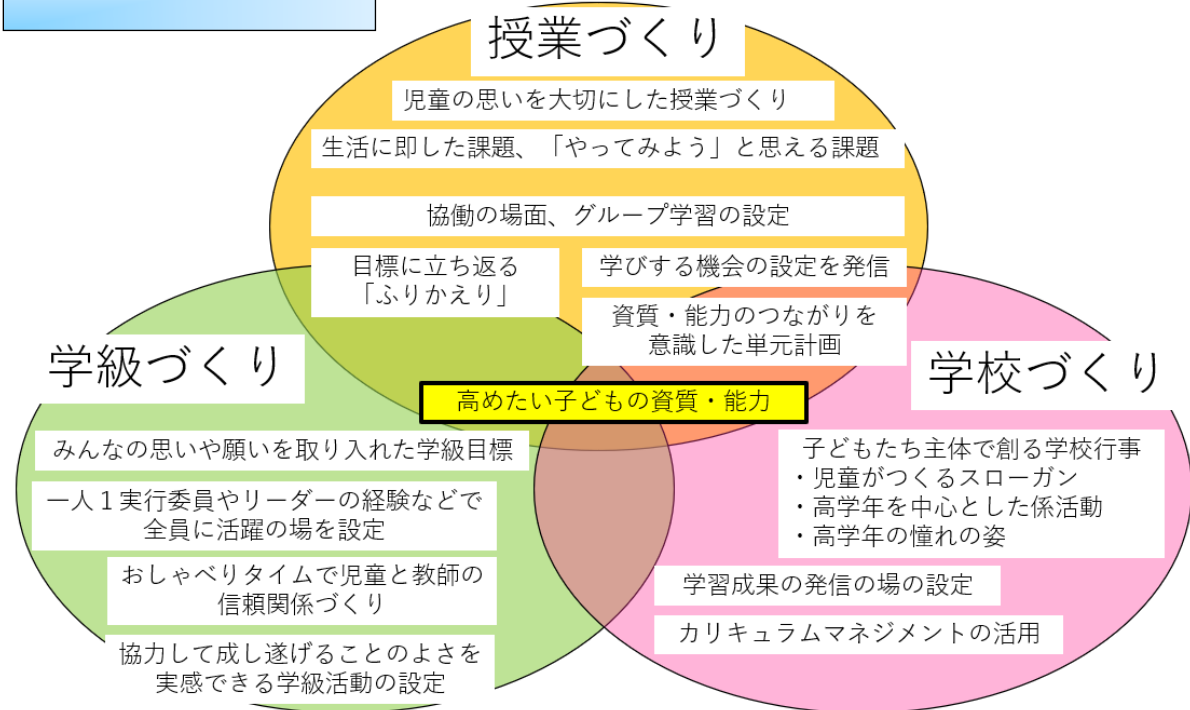 授業づくり
児童の思いを大切にした授業づくり
生活に即した課題、「やってみよう」と思える課題
協働の場面、グループ学習の設定
目標に立ち返る
「ふりかえり」
学びする機会の設定を発信
資質・能力のつながりを
意識した単元計画
学級づくり
学校づくり
高めたい子どもの資質・能力
みんなの思いや願いを取り入れた学級目標
一人１実行委員やリーダーの経験などで
全員に活躍の場を設定
おしゃべりタイムで児童と教師の
信頼関係づくり
協力して成し遂げることのよさを
実感できる学級活動の設定
子どもたち主体で創る学校行事
・児童がつくるスローガン
・高学年を中心とした係活動
・高学年の憧れの姿
学習成果の発信の場の設定
カリキュラムマネジメントの活用